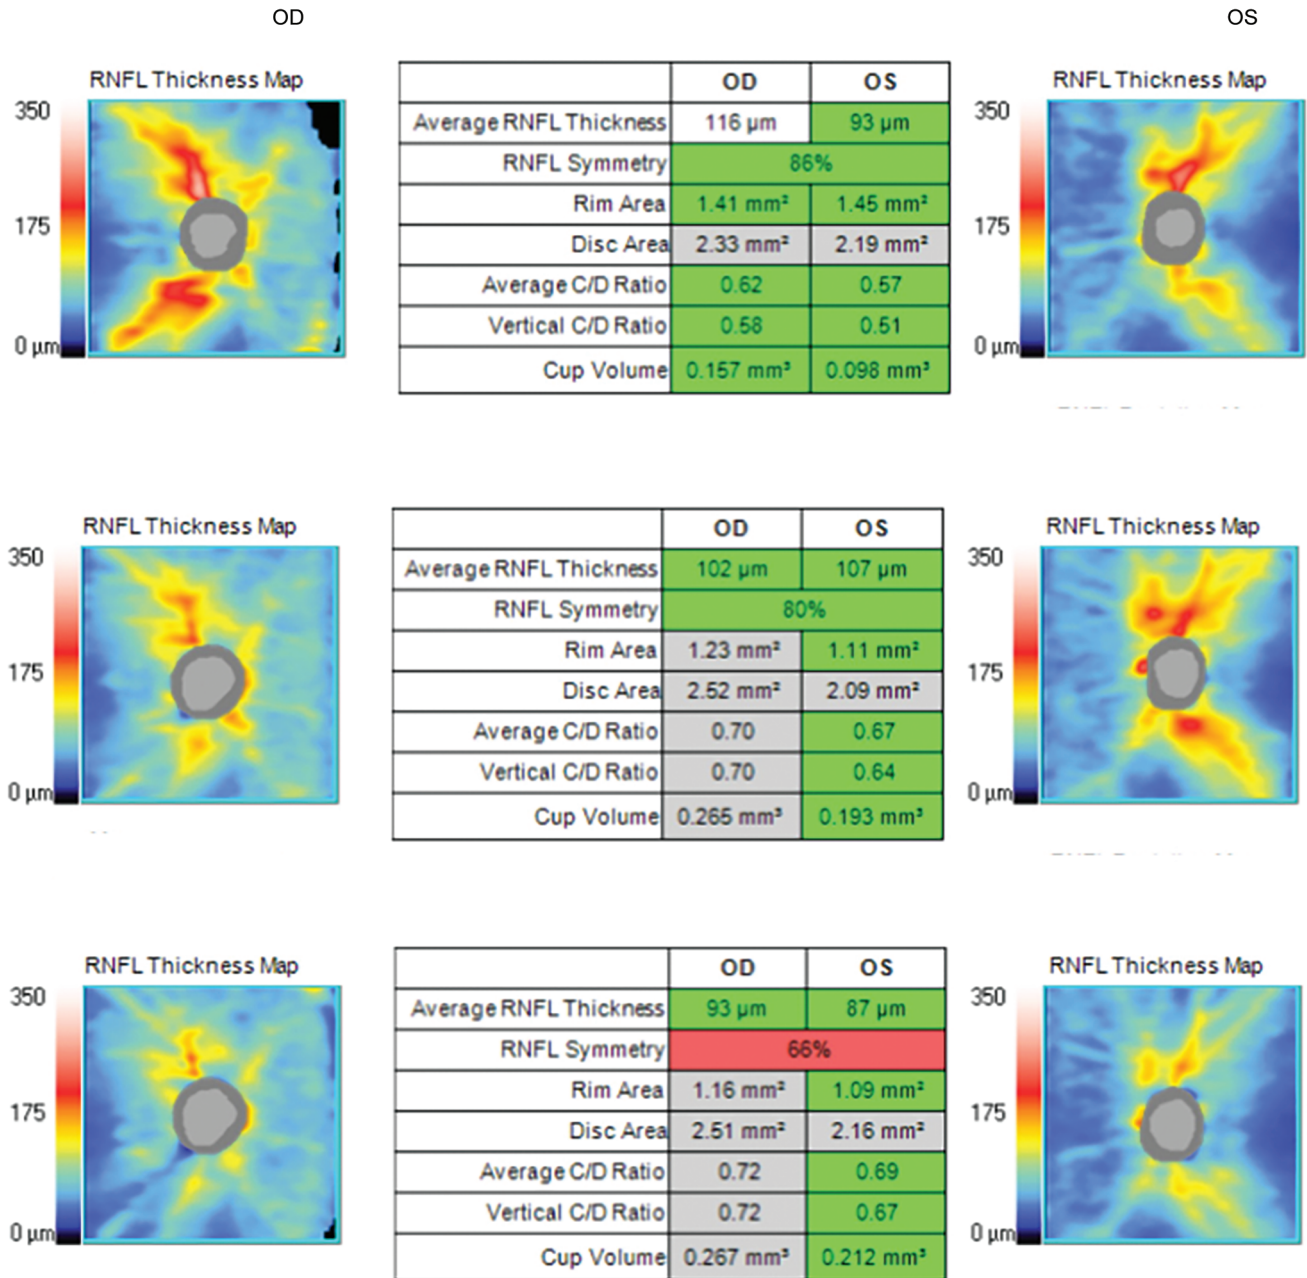 OD OS
RNFL Thickness Map
350
175
0 µm
OD OS
Average RNFL Thickness 116 µm 93 µm
RNFL Symmetry 86%
Rim Area 1.41 mm² 1.45 mm²
Disc Area 2.33 mm² 2.19 mm²
Average C/D Ratio 0.62 0.57
Vertical C/D Ratio 0.58 0.51
Cup Volume 0.157 mm³ 0.098 mm³
RNFL Thickness Map
350
175
0 µm
RNFL Thickness Map
350
175
0 µm
OD OS
Average RNFL Thickness 102 µm 107 µm
RNFL Symmetry 80%
Rim Area 1.23 mm² 1.11 mm²
Disc Area 2.52 mm² 2.09 mm²
Average C/D Ratio 0.70 0.67
Vertical C/D Ratio 0.70 0.64
Cup Volume 0.265 mm³ 0.193 mm³
RNFL Thickness Map
350
175
0 µm
RNFL Thickness Map
350
175
0 µm
OD OS
Average RNFL Thickness 93 µm 87 µm
RNFL Symmetry 66%
Rim Area 1.16 mm² 1.09 mm²
Disc Area 2.51 mm² 2.16 mm²
Average C/D Ratio 0.72 0.69
Vertical C/D Ratio 0.72 0.67
Cup Volume 0.267 mm³ 0.212 mm³
RNFL Thickness Map
350
175
0 µm